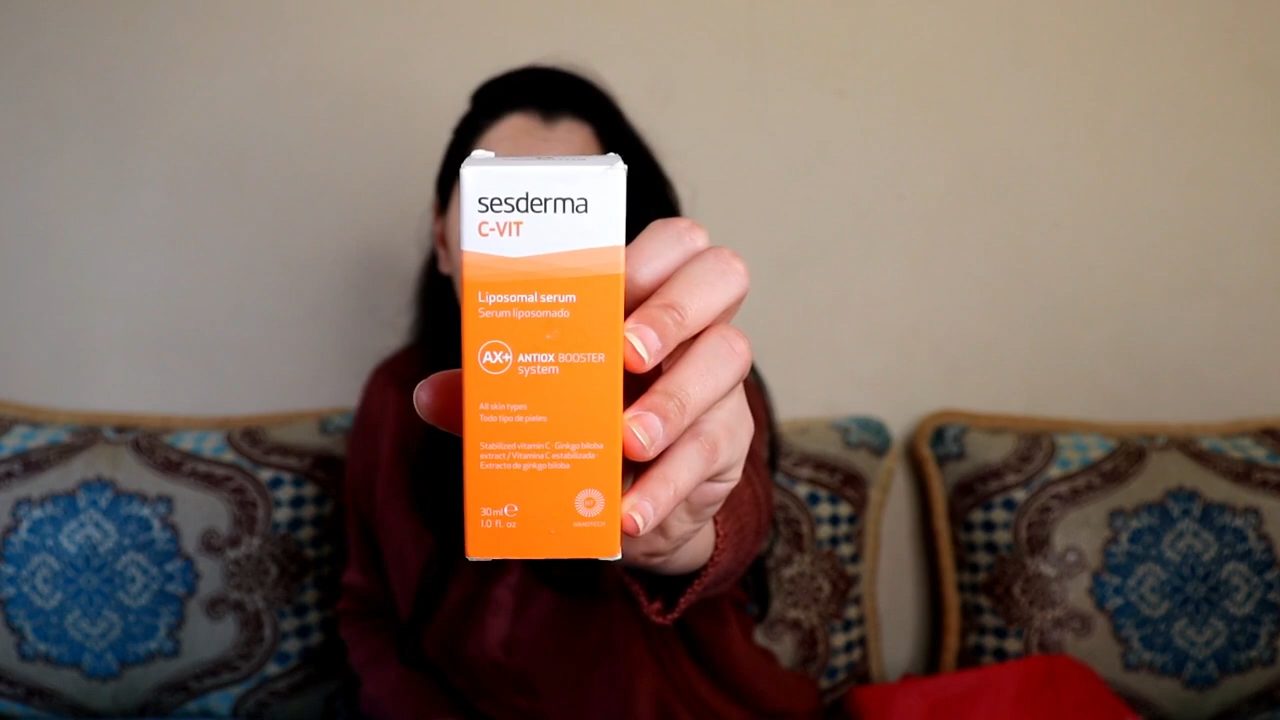 sesderma
C-VIT
Liposomal serum
Serum liposomado
AX+ ANTIOX BOOSTER
system
All skin types
Todo tipo de pieles
Stabilized vitamin C · Ginkgo biloba
extract / Vitamina C estabilizada ·
Extracto de ginkgo biloba
30 ml e
1.0 fl. oz
NANOTECH